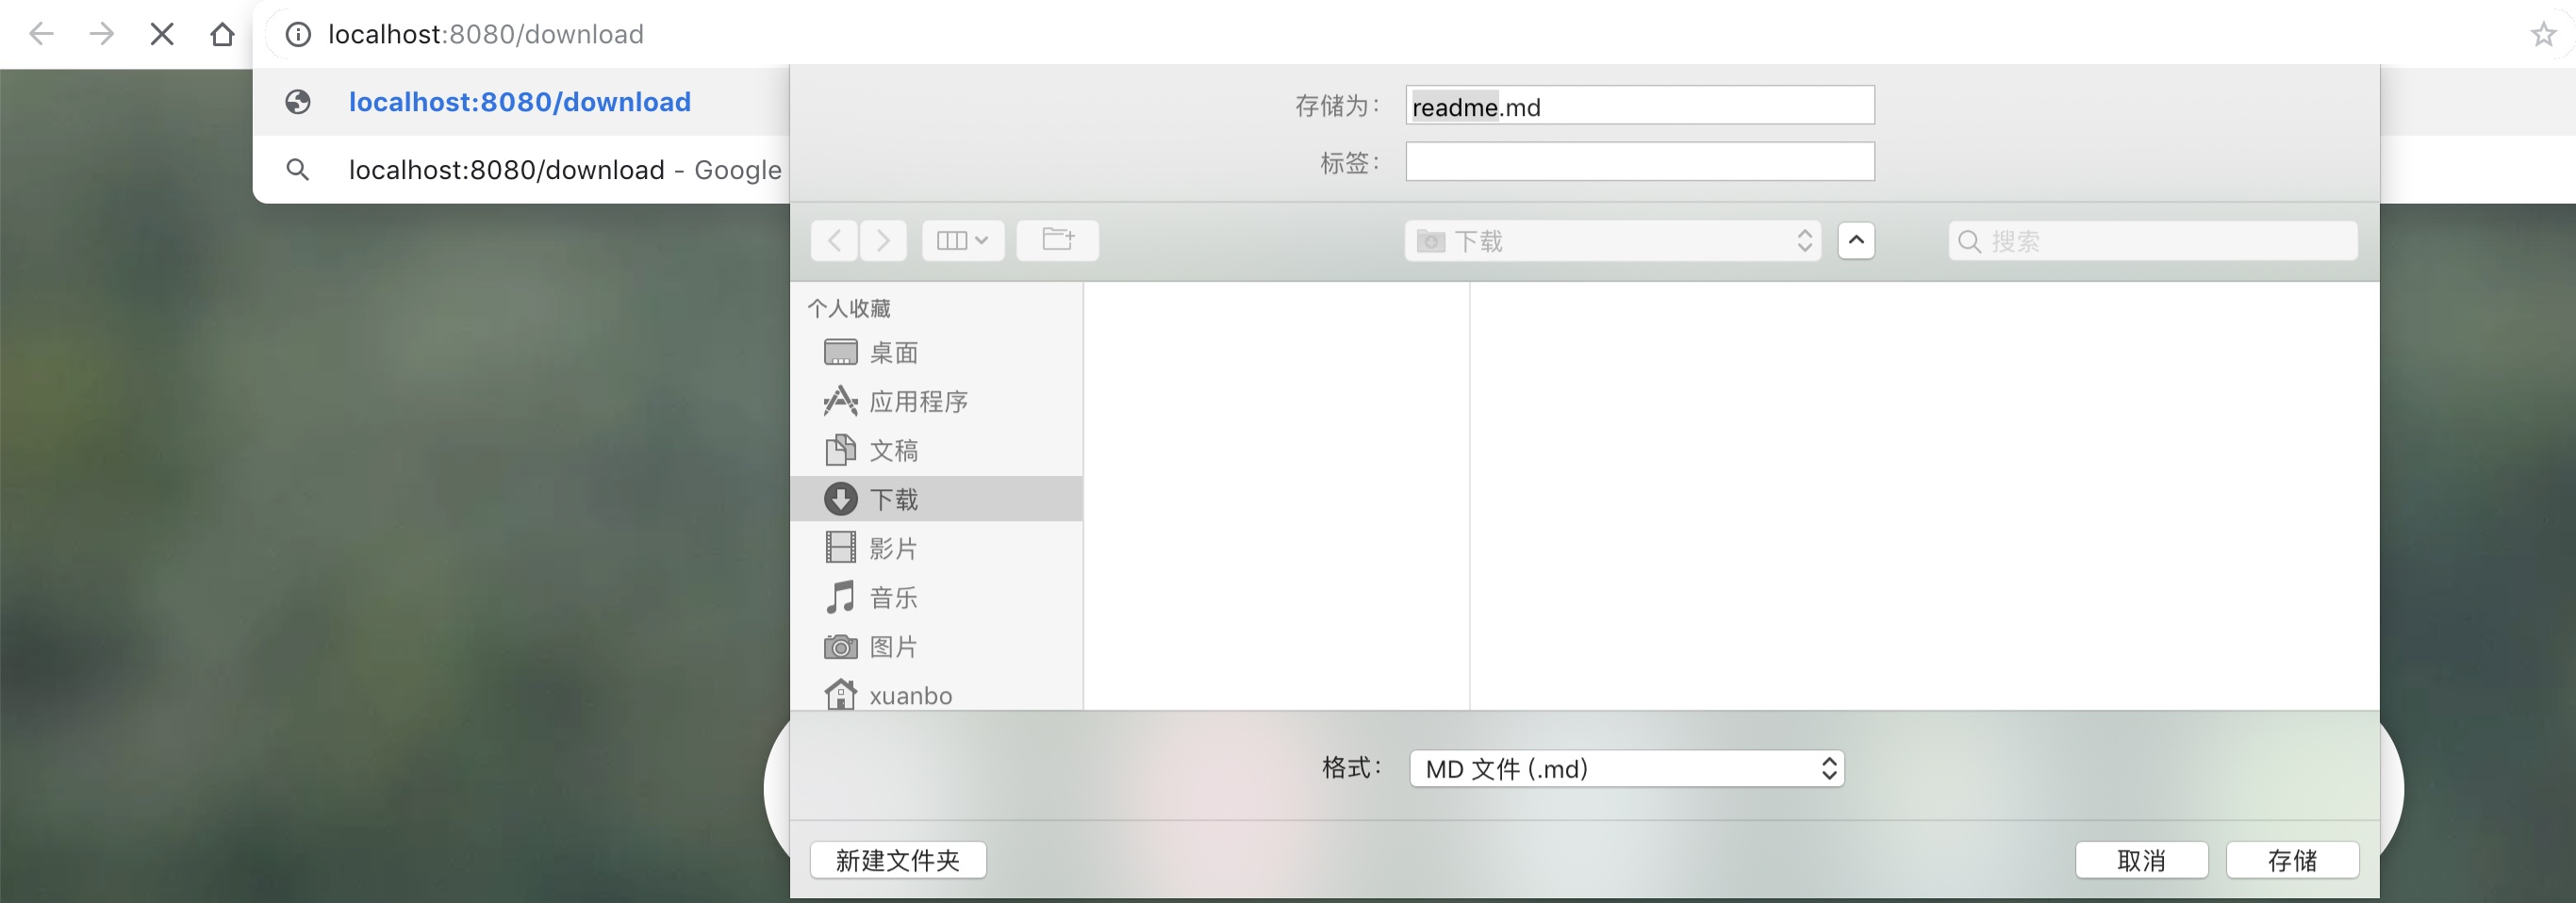 localhost:8080/download
localhost:8080/download
localhost:8080/download - Google
存储为：
readme.md
标签：
下载
搜索
个人收藏
桌面
应用程序
文稿
下载
影片
音乐
图片
xuanbo
格式：
MD 文件 (.md)
新建文件夹
取消
存储